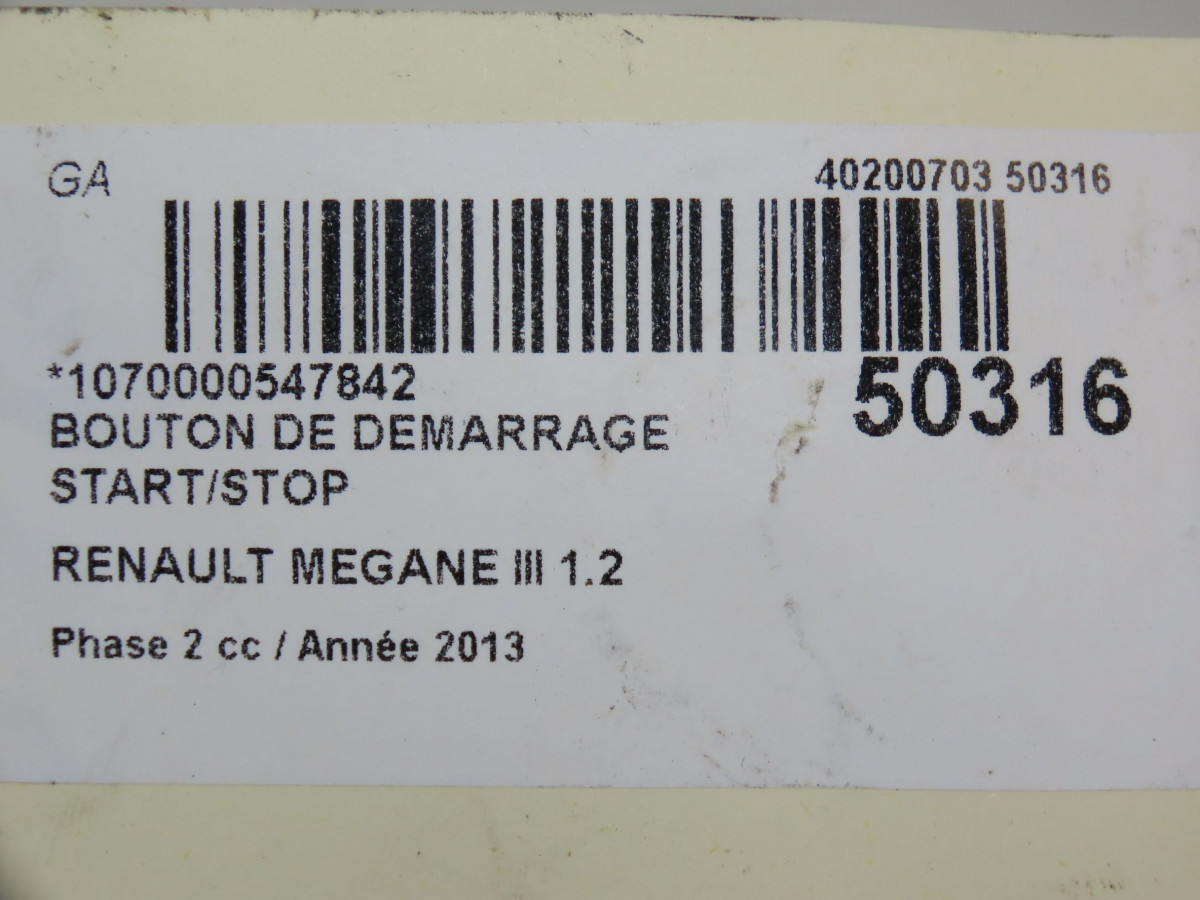 GA
40200703 50316
*1070000547842
50316
BOUTON DE DEMARRAGE
START/STOP
RENAULT MEGANE III 1.2
Phase 2 cc / Année 2013